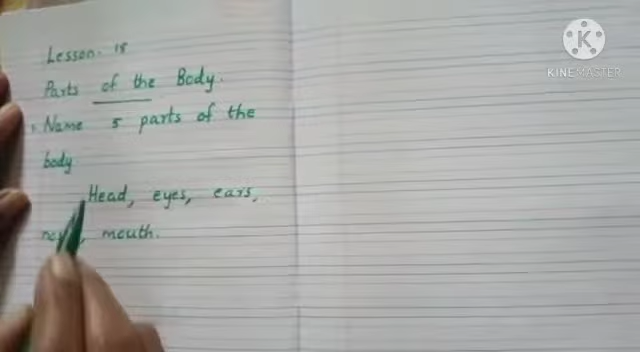 Lesson. 18
Parts of the Body.
Name 5 parts of the
body
Head, eyes, ears,
mouth.
KINEMASTER